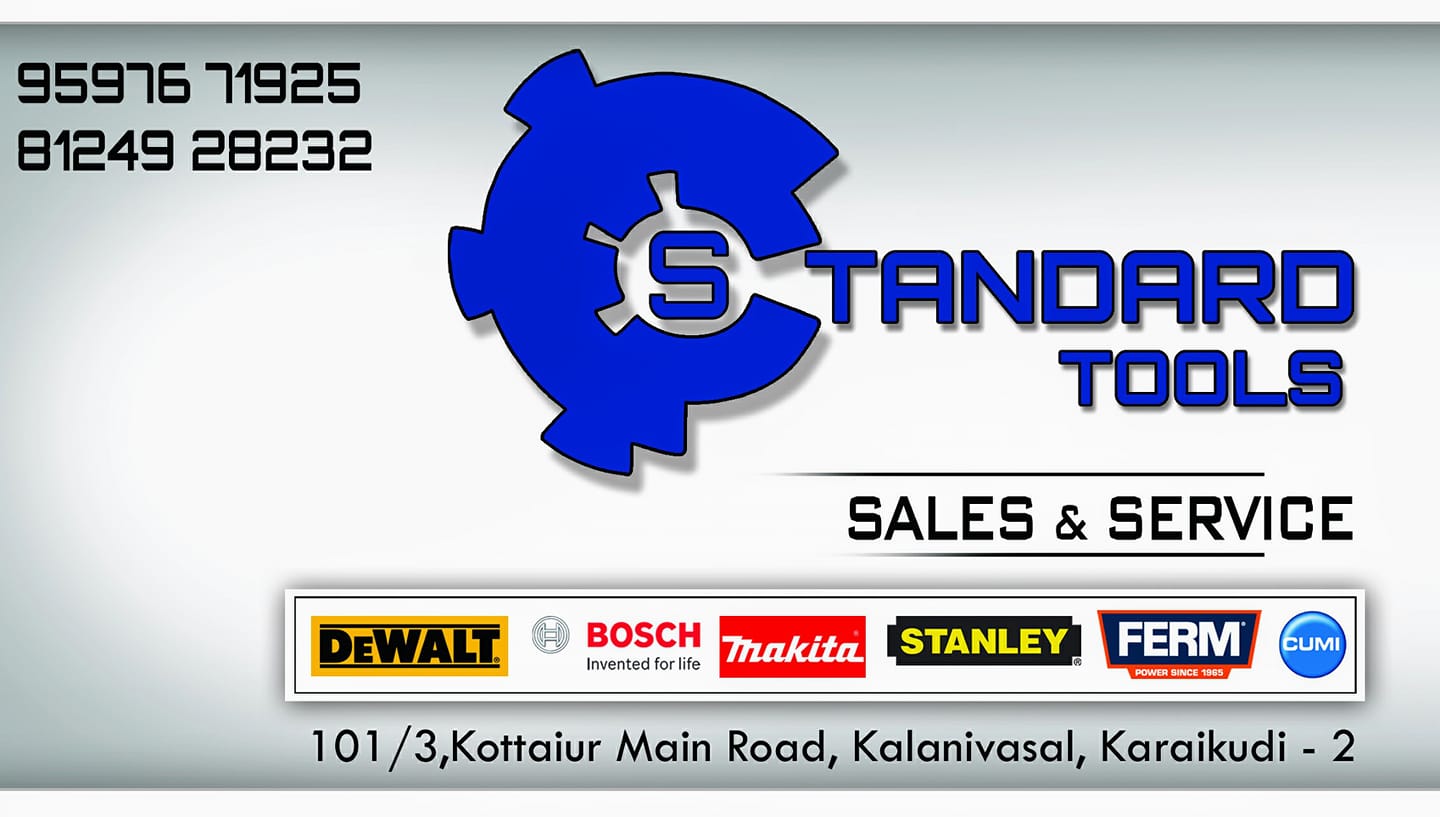 95976 71925
81249 28232
STANDARD
TOOLS
SALES & SERVICE
DEWALT® BOSCH Makita® STANLEY® FERM® CUMI
Invented for life POWER SINCE 1965
101/3,Kottaiur Main Road, Kalanivasal, Karaikudi - 2